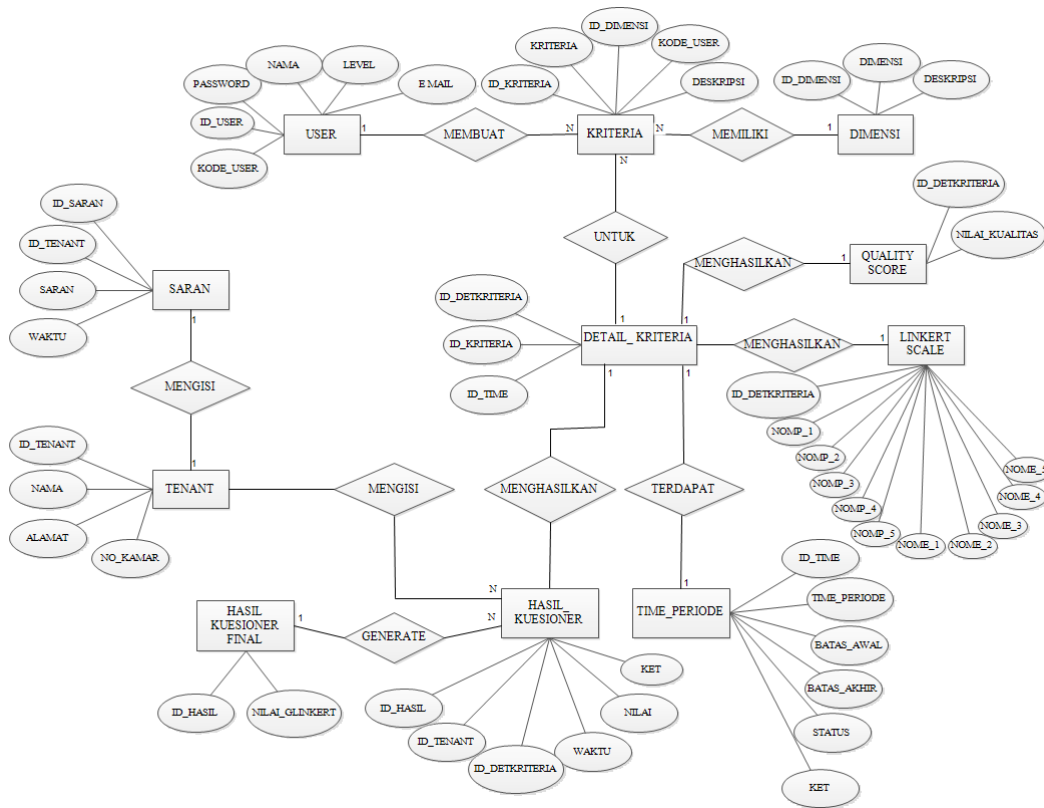 ID_DIMENSI
KRITERIA
KODE_USER
NAMA
LEVEL
DIMENSI
ID_DIMENSI
DESKRIPSI
PASSWORD
E MAIL
ID_KRITERIA
DESKRIPSI
ID_USER
USER
1
MEMBUAT
N
KRITERIA
N
MEMILIKI
1
DIMENSI
KODE_USER
N
ID_DETKRITERIA
ID_SARAN
UNTUK
NILAI_KUALITAS
ID_TENANT
MENGHASILKAN
1
QUALITY
SCORE
SARAN
SARAN
WAKTU
1
ID_DETKRITERIA
1
1
ID_KRITERIA
DETAIL_ KRITERIA
1
MENGHASILKAN
1
LINKERT
SCALE
ID_TIME
1
1
MENGISI
ID_DETKRITERIA
NOMP_1
NOMP_2
NOMP_3
NOMP_4
NOMP_5
NOME_1
NOME_2
NOME_3
NOME_4
NOME_5
ID_TENANT
1
NAMA
TENANT
1
MENGISI
MENGHASILKAN
TERDAPAT
ALAMAT
NO_KAMAR
ID_TIME
1
TIME_PERIODE
N
N
HASIL
KUESIONER
FINAL
1
GENERATE
N
HASIL_
KUESIONER
TIME_PERIODE
BATAS_AWAL
KET
BATAS_AKHIR
ID_HASIL
NILAI_GLINKERT
ID_HASIL
NILAI
ID_TENANT
WAKTU
STATUS
ID_DETKRITERIA
KET